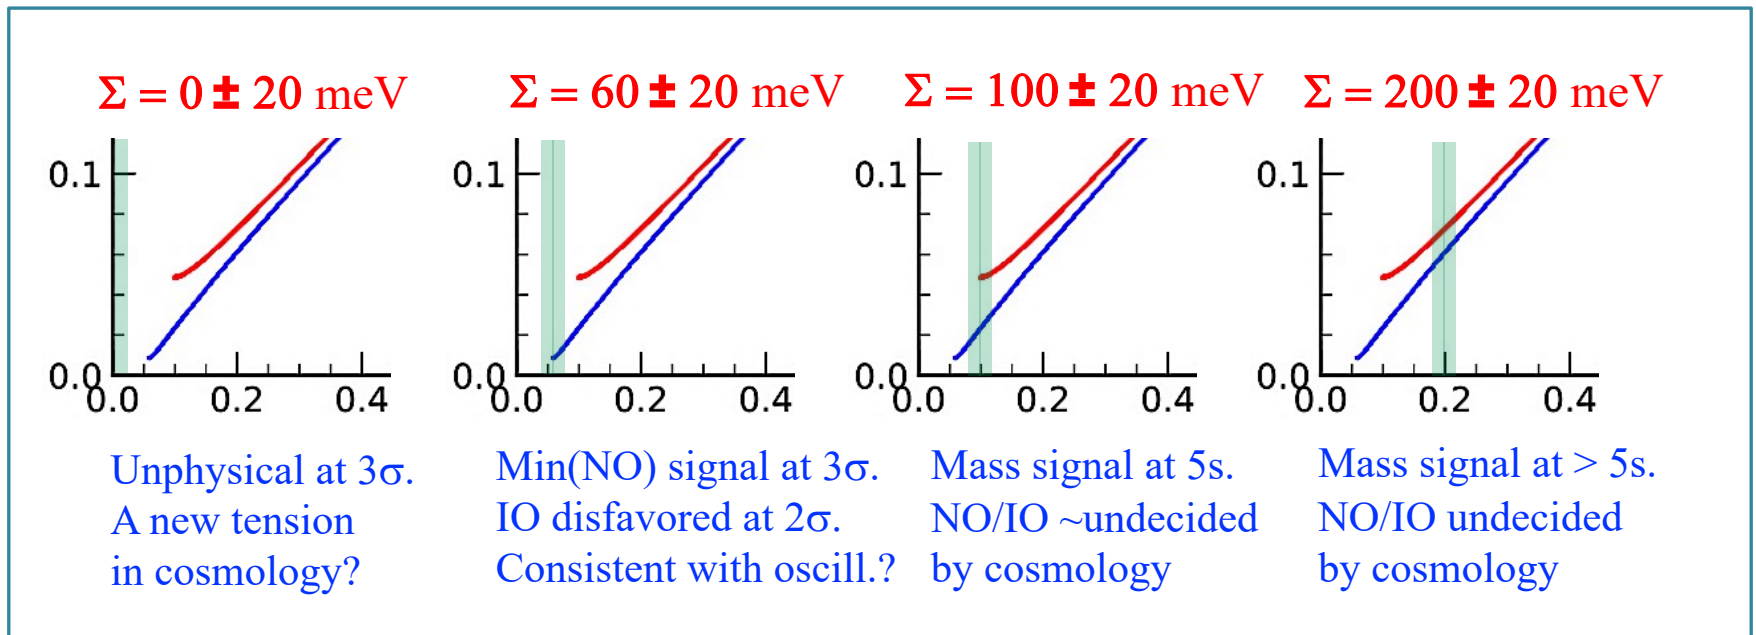 Σ = 0 ± 20 meV
Σ = 60 ± 20 meV
Σ = 100 ± 20 meV
Σ = 200 ± 20 meV
0.1
0.0
0.0 0.2 0.4
0.1
0.0
0.0 0.2 0.4
0.1
0.0
0.0 0.2 0.4
0.1
0.0
0.0 0.2 0.4
Unphysical at 3σ.
A new tension
in cosmology?
Min(NO) signal at 3σ.
IO disfavored at 2σ.
Consistent with oscill.?
Mass signal at 5s.
NO/IO ~undecided
by cosmology
Mass signal at > 5s.
NO/IO undecided
by cosmology